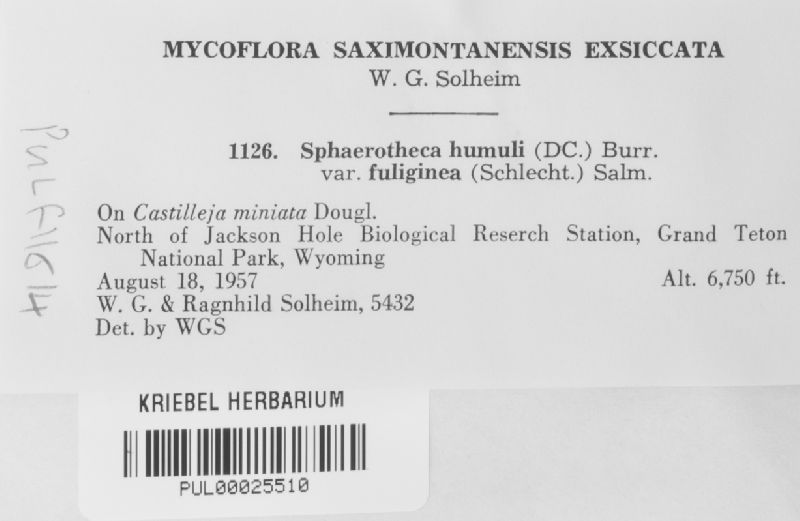 MYCOFLORA SAXIMONTANENSIS EXSICCATA
W. G. Solheim
1126. Sphaerotheca humuli (DC.) Burr.
var. fuliginea (Schlecht.) Salm.
On Castilleja miniata Dougl.
North of Jackson Hole Biological Reserch Station, Grand Teton
National Park, Wyoming
August 18, 1957 Alt. 6,750 ft.
W. G. & Ragnhild Solheim, 5432
Det. by WGS
PUL F11614
KRIEBEL HERBARIUM
PUL00025510